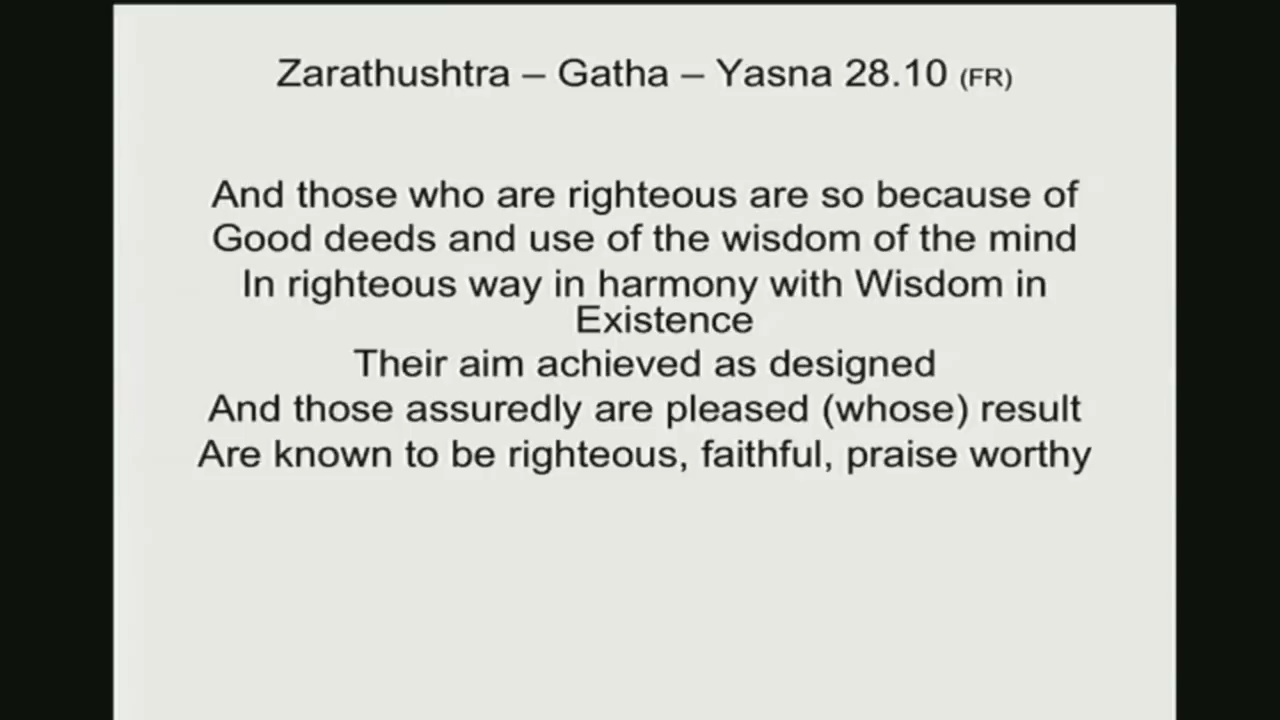 Zarathushtra – Gatha – Yasna 28.10 (FR)
And those who are righteous are so because of
Good deeds and use of the wisdom of the mind
In righteous way in harmony with Wisdom in
Existence
Their aim achieved as designed
And those assuredly are pleased (whose) result
Are known to be righteous, faithful, praise worthy